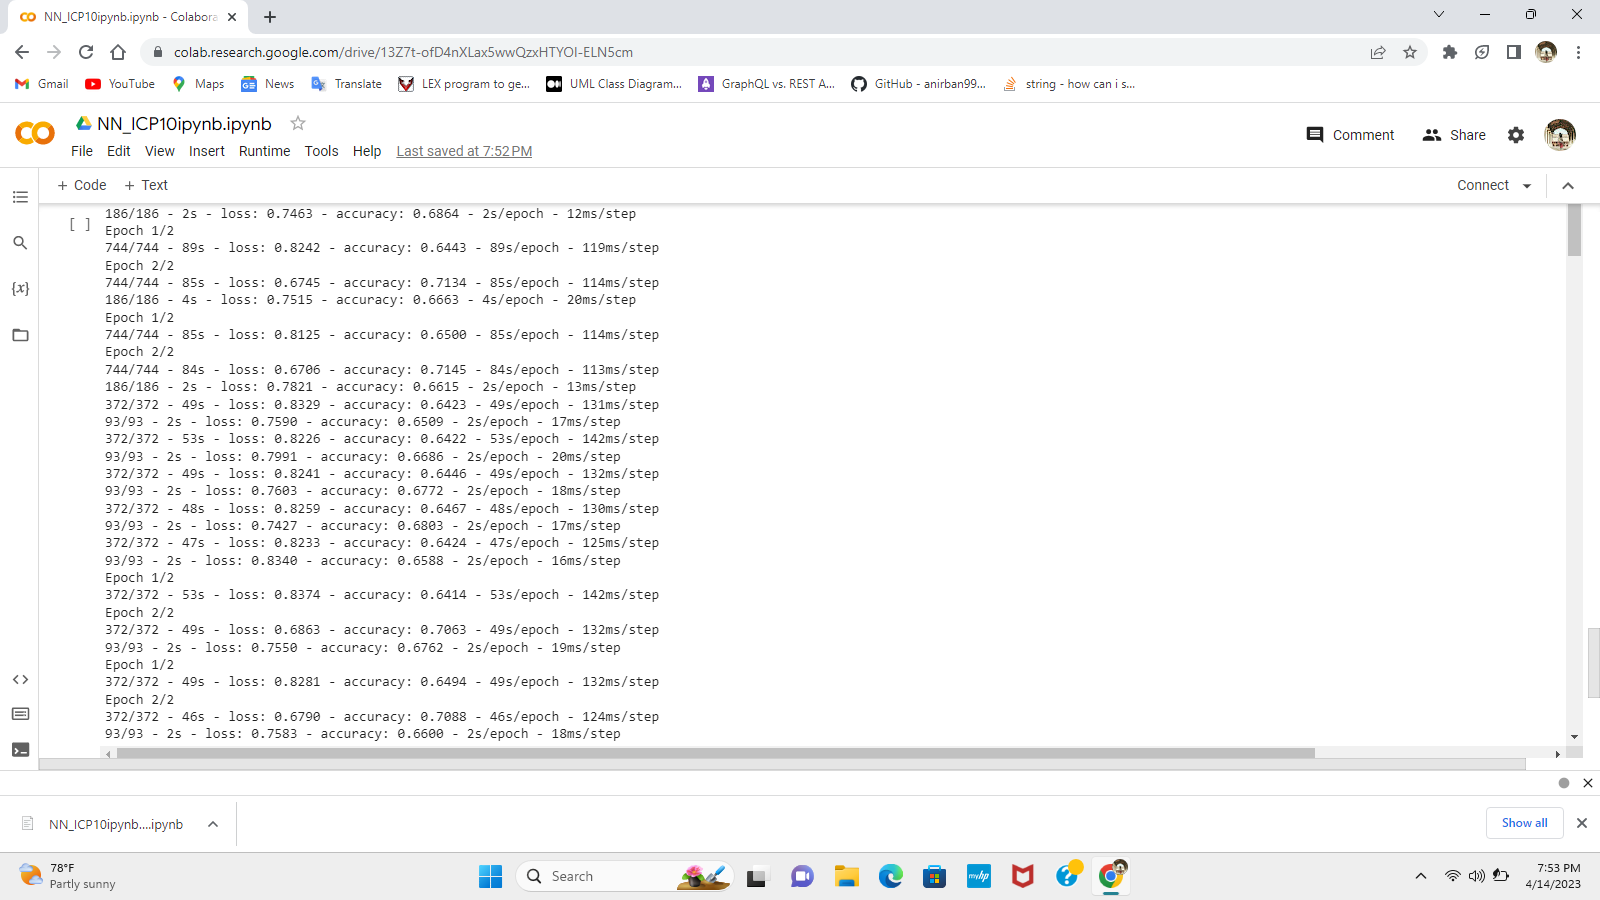 NN_ICP10ipynb.ipynb - Colabora
colab.research.google.com/drive/13Z7t-ofD4nXLax5wwQzxHTYOI-ELN5cm
Gmail YouTube Maps News Translate LEX program to ge... UML Class Diagram... GraphQL vs. REST A... GitHub - anirban99... string - how can i s...
NN_ICP10ipynb.ipynb
Comment Share
File Edit View Insert Runtime Tools Help Last saved at 7:52 PM
+ Code + Text Connect
[ ]
186/186 - 2s - loss: 0.7463 - accuracy: 0.6864 - 2s/epoch - 12ms/step
Epoch 1/2
744/744 - 89s - loss: 0.8242 - accuracy: 0.6443 - 89s/epoch - 119ms/step
Epoch 2/2
744/744 - 85s - loss: 0.6745 - accuracy: 0.7134 - 85s/epoch - 114ms/step
186/186 - 4s - loss: 0.7515 - accuracy: 0.6663 - 4s/epoch - 20ms/step
Epoch 1/2
744/744 - 85s - loss: 0.8125 - accuracy: 0.6500 - 85s/epoch - 114ms/step
Epoch 2/2
744/744 - 84s - loss: 0.6706 - accuracy: 0.7145 - 84s/epoch - 113ms/step
186/186 - 2s - loss: 0.7821 - accuracy: 0.6615 - 2s/epoch - 13ms/step
372/372 - 49s - loss: 0.8329 - accuracy: 0.6423 - 49s/epoch - 131ms/step
93/93 - 2s - loss: 0.7590 - accuracy: 0.6509 - 2s/epoch - 17ms/step
372/372 - 53s - loss: 0.8226 - accuracy: 0.6422 - 53s/epoch - 142ms/step
93/93 - 2s - loss: 0.7991 - accuracy: 0.6686 - 2s/epoch - 20ms/step
372/372 - 49s - loss: 0.8241 - accuracy: 0.6446 - 49s/epoch - 132ms/step
93/93 - 2s - loss: 0.7603 - accuracy: 0.6772 - 2s/epoch - 18ms/step
372/372 - 48s - loss: 0.8259 - accuracy: 0.6467 - 48s/epoch - 130ms/step
93/93 - 2s - loss: 0.7427 - accuracy: 0.6803 - 2s/epoch - 17ms/step
372/372 - 47s - loss: 0.8233 - accuracy: 0.6424 - 47s/epoch - 125ms/step
93/93 - 2s - loss: 0.8340 - accuracy: 0.6588 - 2s/epoch - 16ms/step
Epoch 1/2
372/372 - 53s - loss: 0.8374 - accuracy: 0.6414 - 53s/epoch - 142ms/step
Epoch 2/2
372/372 - 49s - loss: 0.6863 - accuracy: 0.7063 - 49s/epoch - 132ms/step
93/93 - 2s - loss: 0.7550 - accuracy: 0.6762 - 2s/epoch - 19ms/step
Epoch 1/2
372/372 - 49s - loss: 0.8281 - accuracy: 0.6494 - 49s/epoch - 132ms/step
Epoch 2/2
372/372 - 46s - loss: 0.6790 - accuracy: 0.7088 - 46s/epoch - 124ms/step
93/93 - 2s - loss: 0.7583 - accuracy: 0.6600 - 2s/epoch - 18ms/step
NN_ICP10ipynb....ipynb Show all
78°F
Partly sunny
Search
myhp
7:53 PM
4/14/2023